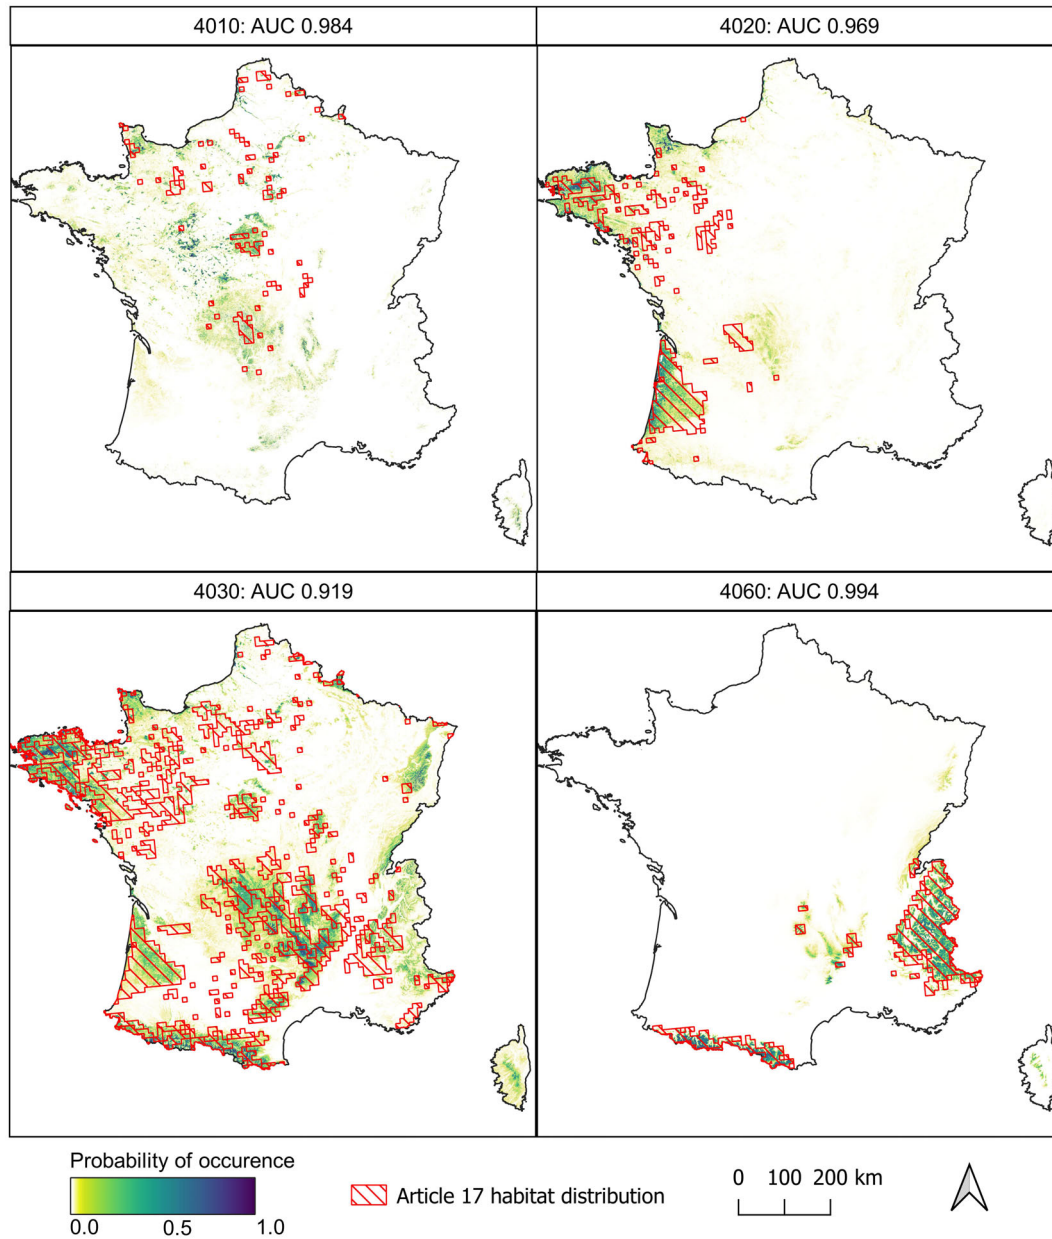 4010: AUC 0.984
4020: AUC 0.969
4030: AUC 0.919
4060: AUC 0.994
Probability of occurence
0.0 0.5 1.0
Article 17 habitat distribution
0 100 200 km